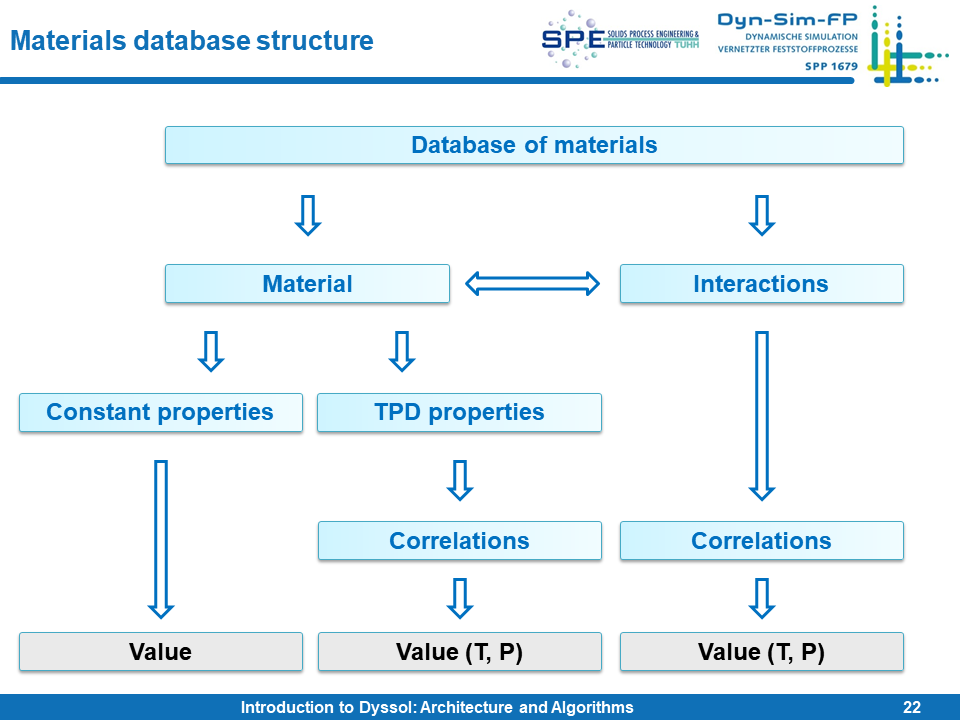 Materials database structure
SPE SOLIDS PROCESS ENGINEERING &
PARTICLE TECHNOLOGY TUHH
Dyn-Sim-FP
DYNAMISCHE SIMULATION
VERNETZTER FESTSTOFFPROZESSE
SPP 1679
Database of materials
Material
Interactions
Constant properties
TPD properties
Correlations
Correlations
Value
Value (T, P)
Value (T, P)
Introduction to Dyssol: Architecture and Algorithms
22